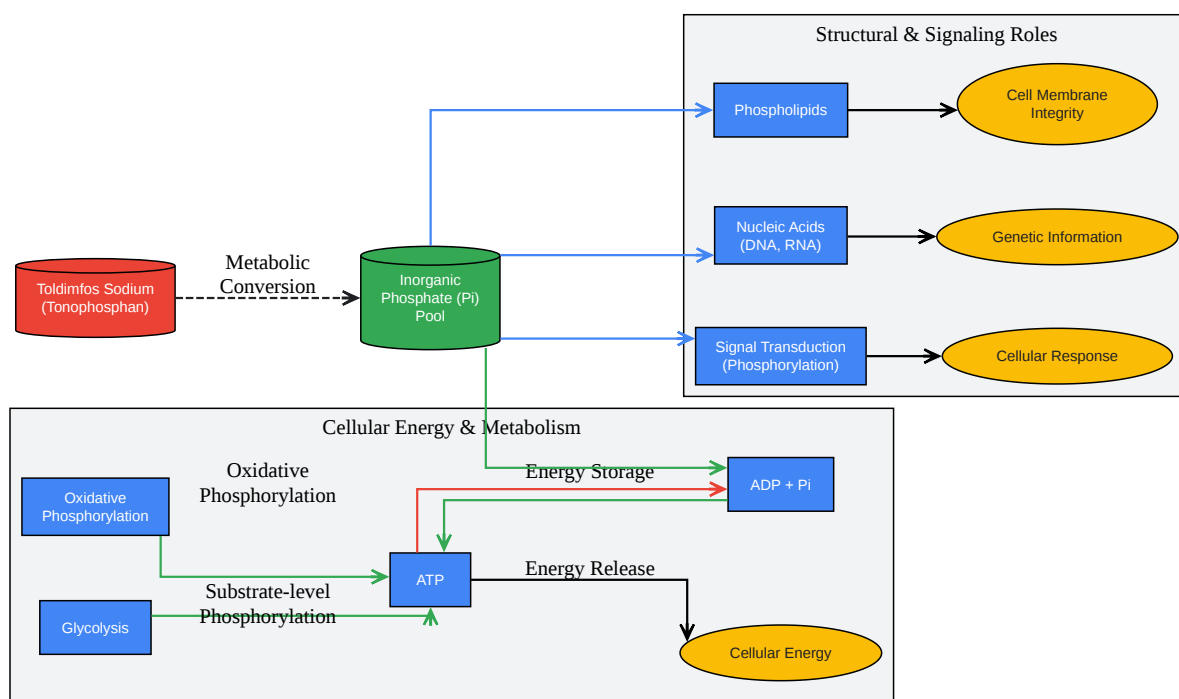 Structural & Signaling Roles
Phospholipids
Cell Membrane
Integrity
Nucleic Acids
(DNA, RNA)
Genetic Information
Toldimfos Sodium
(Tonophosphan)
Metabolic
Conversion
Inorganic
Phosphate (Pi)
Pool
Signal Transduction
(Phosphorylation)
Cellular Response
Cellular Energy & Metabolism
Oxidative
Phosphorylation
Oxidative
Phosphorylation
Energy Storage
ADP + Pi
ATP
Energy Release
Substrate-level
Phosphorylation
Glycolysis
Cellular Energy